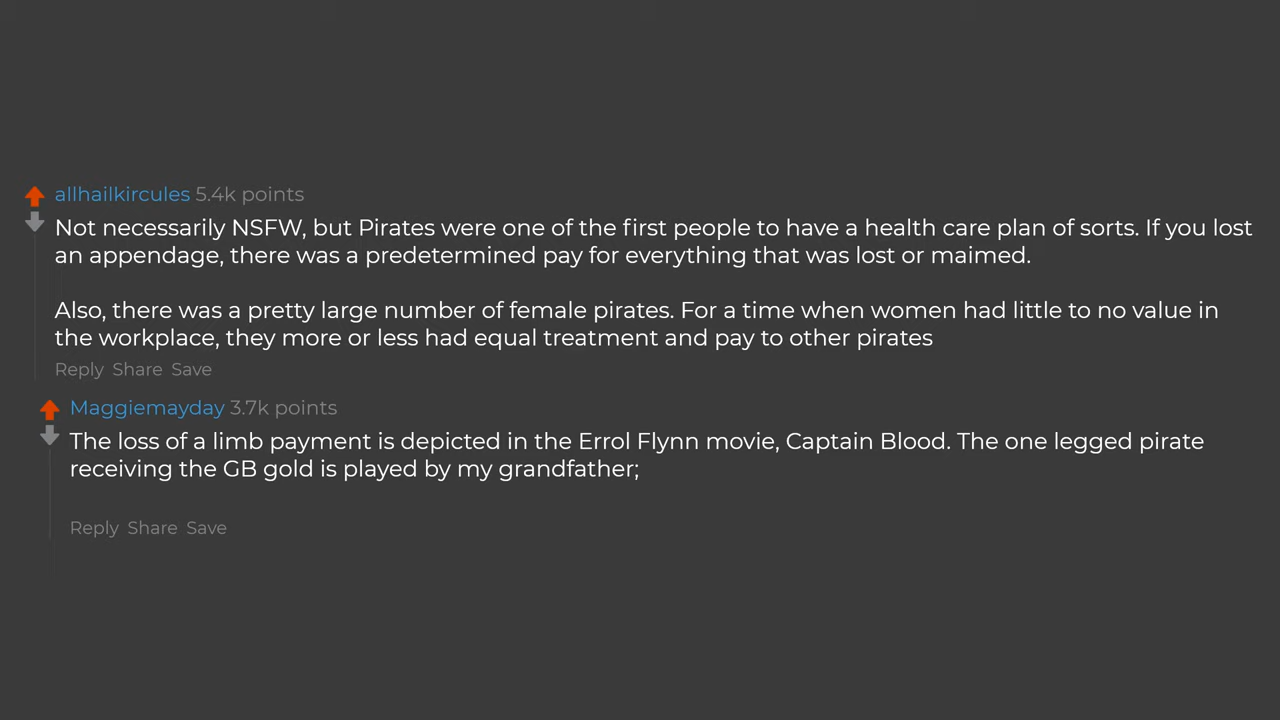 allhailkircules 5.4k points
Not necessarily NSFW, but Pirates were one of the first people to have a health care plan of sorts. If you lost
an appendage, there was a predetermined pay for everything that was lost or maimed.
Also, there was a pretty large number of female pirates. For a time when women had little to no value in
the workplace, they more or less had equal treatment and pay to other pirates
Reply Share Save
Maggiemayday 3.7k points
The loss of a limb payment is depicted in the Errol Flynn movie, Captain Blood. The one legged pirate
receiving the GB gold is played by my grandfather;
Reply Share Save